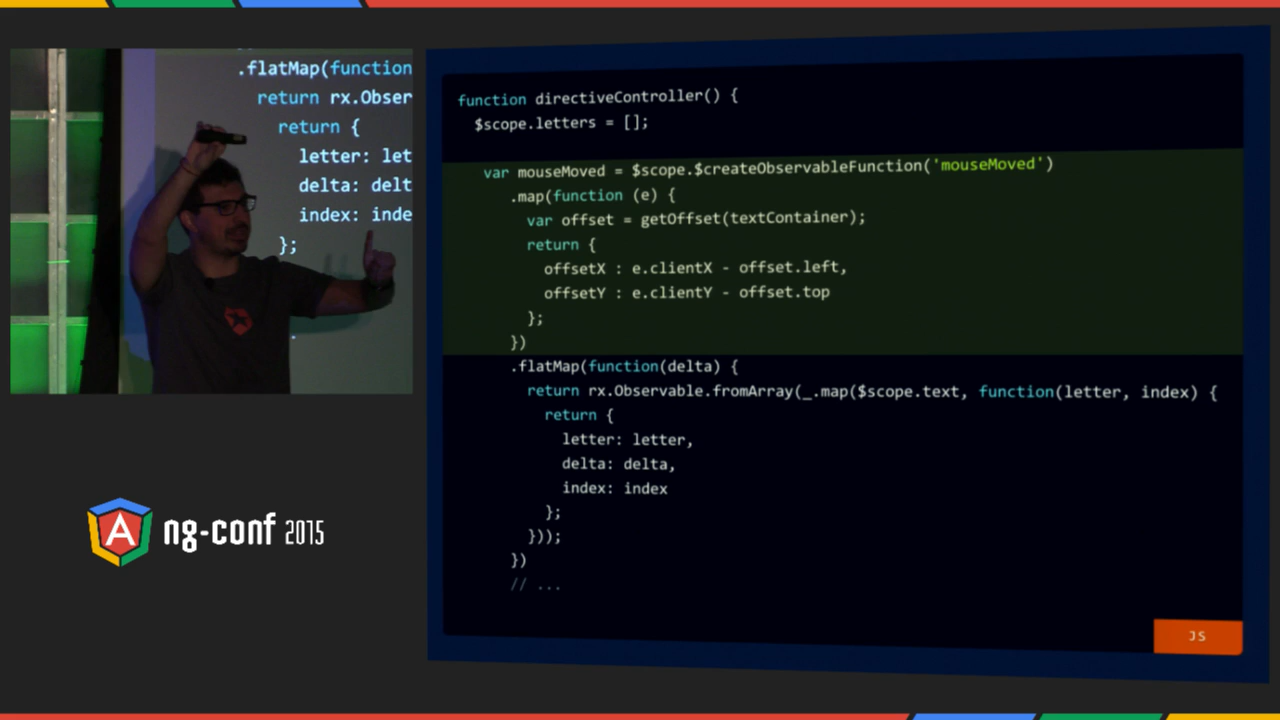 .flatMap(function
return rx.Obser
return {
letter: let
delta: delt
index: inde
};
function directiveController() {
$scope.letters = [];
var mouseMoved = $scope.$createObservableFunction('mouseMoved')
.map(function (e) {
var offset = getOffset(textContainer);
return {
offsetX : e.clientX - offset.left,
offsetY : e.clientY - offset.top
};
})
.flatMap(function(delta) {
return rx.Observable.fromArray(_.map($scope.text, function(letter, index) {
return {
letter: letter,
delta: delta,
index: index
};
}));
})
// ...
JS
A ng-conf 2015